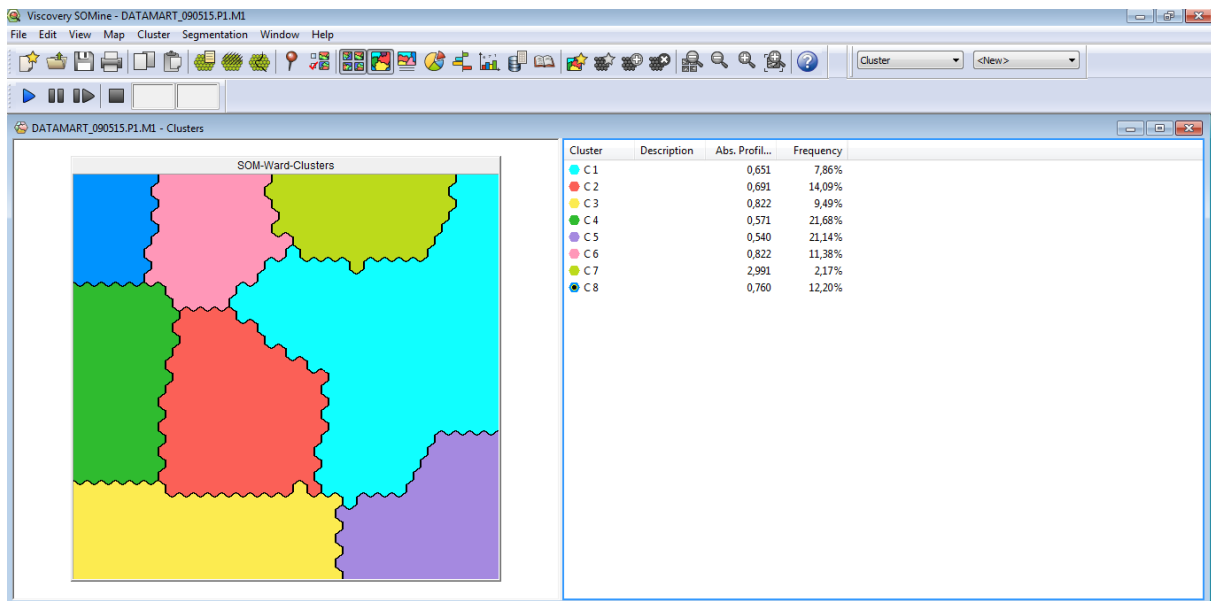 Viscovery SOMine - DATAMART_090515.P1.M1
File Edit View Map Cluster Segmentation Window Help
Cluster <New>
DATAMART_090515.P1.M1 - Clusters
SOM-Ward-Clusters
Cluster Description Abs. Profil... Frequency
C 1 0,651 7,86%
C 2 0,691 14,09%
C 3 0,822 9,49%
C 4 0,571 21,68%
C 5 0,540 21,14%
C 6 0,822 11,38%
C 7 2,991 2,17%
C 8 0,760 12,20%